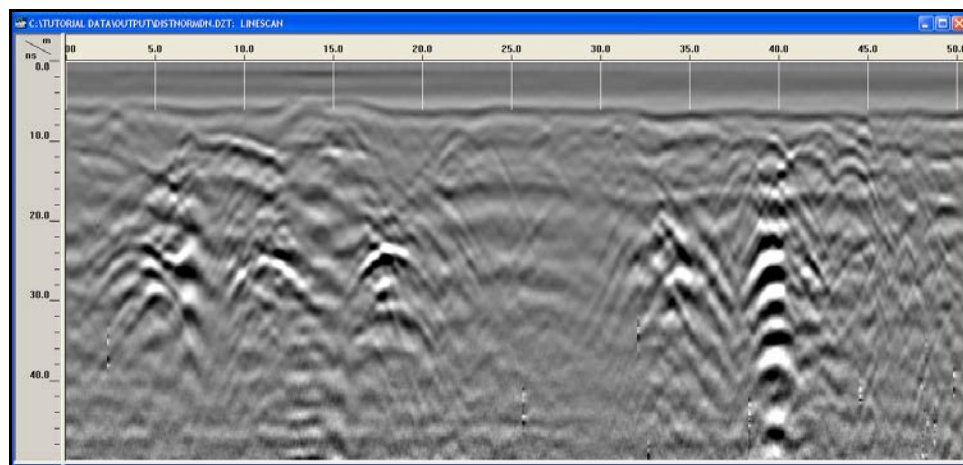 C:\TUTORIAL DATA\OUTPUT\DISTNORMDN.DZT: LINESCAN
m
ns
00 5.0 10.0 15.0 20.0 25.0 30.0 35.0 40.0 45.0 50.0
0.0
10.0
20.0
30.0
40.0